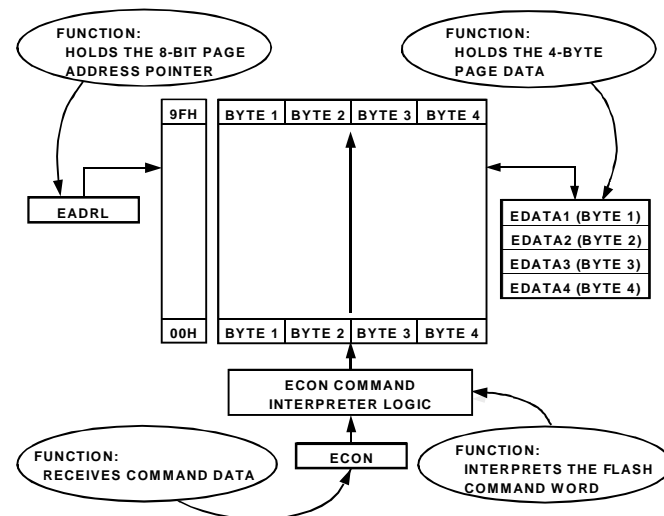 FUNCTION:
HOLDS THE 8-BIT PAGE
ADDRESS POINTER
FUNCTION:
HOLDS THE 4-BYTE
PAGE DATA
9FH
BYTE 1 BYTE 2 BYTE 3 BYTE 4
EADRL
EDATA1 (BYTE 1)
EDATA2 (BYTE 2)
EDATA3 (BYTE 3)
EDATA4 (BYTE 4)
00H
BYTE 1 BYTE 2 BYTE 3 BYTE 4
ECON COMMAND
INTERPRETER LOGIC
FUNCTION:
RECEIVES COMMAND DATA
ECON
FUNCTION:
INTERPRETS THE FLASH
COMMAND WORD